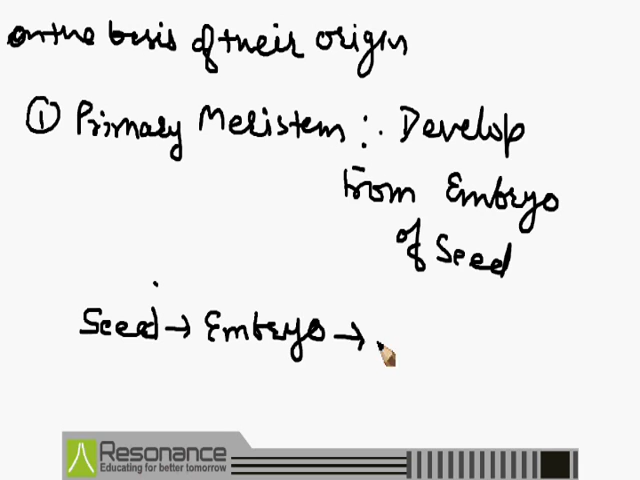 on the basis of their origin
① Primary Meristem :- Develop
from Embryo
of Seed
Seed → Embryo →
Resonance
Educating for better tomorrow